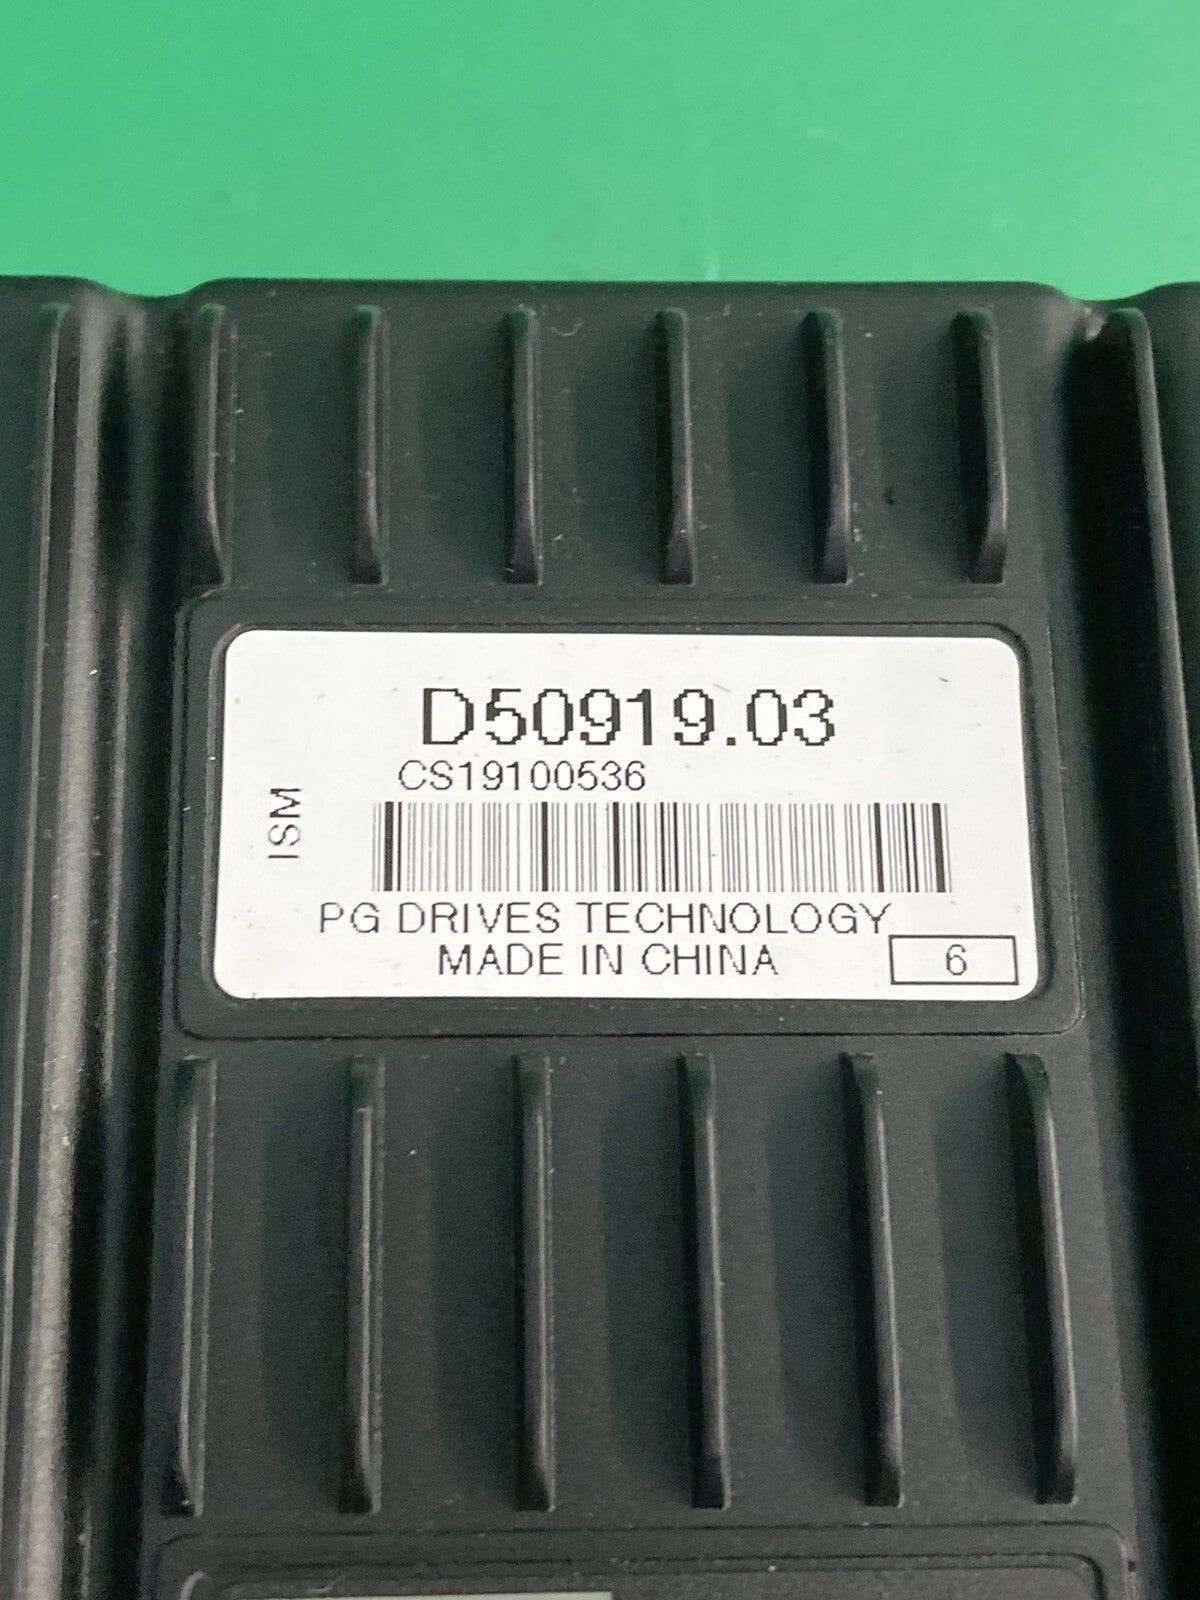 D50919.03
CS19100536
ISM
PG DRIVES TECHNOLOGY
MADE IN CHINA
6